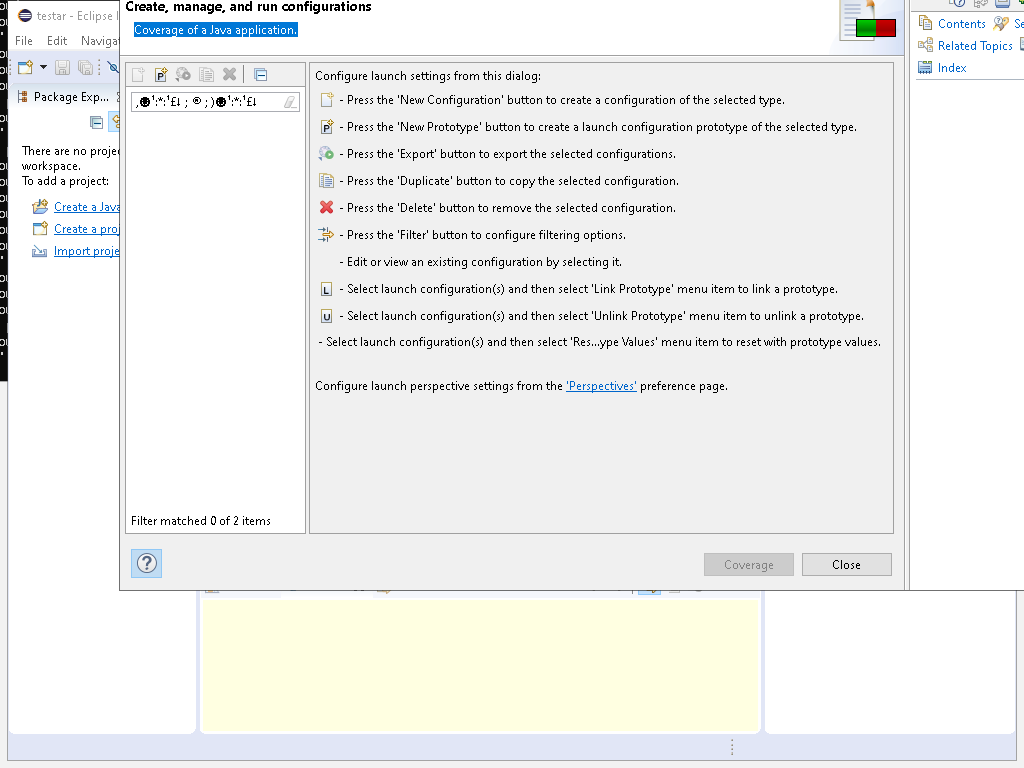 Create, manage, and run configurations
Coverage of a Java application.
testar - Eclipse I
File Edit Navigat
Package Exp...
There are no projec
workspace.
To add a project:
Create a Java
Create a proj
Import proje
Configure launch settings from this dialog:
- Press the 'New Configuration' button to create a configuration of the selected type.
- Press the 'New Prototype' button to create a launch configuration prototype of the selected type.
- Press the 'Export' button to export the selected configurations.
- Press the 'Duplicate' button to copy the selected configuration.
- Press the 'Delete' button to remove the selected configuration.
- Press the 'Filter' button to configure filtering options.
- Edit or view an existing configuration by selecting it.
L - Select launch configuration(s) and then select 'Link Prototype' menu item to link a prototype.
U - Select launch configuration(s) and then select 'Unlink Prototype' menu item to unlink a prototype.
- Select launch configuration(s) and then select 'Res...ype Values' menu item to reset with prototype values.
Configure launch perspective settings from the 'Perspectives' preference page.
Filter matched 0 of 2 items
?
Coverage
Close
Contents Se
Related Topics
Index